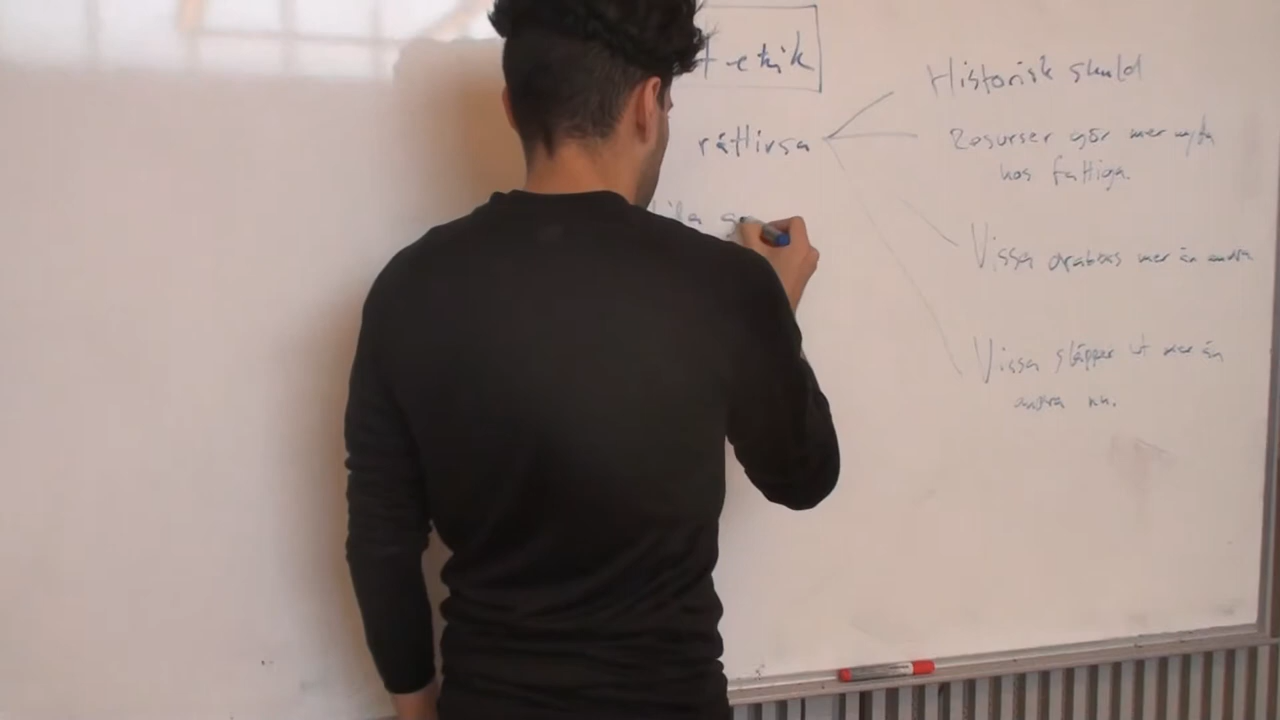 etik
rättvisa
Historisk skuld
Resurser gör mer nytta
hos fattiga.
Vissa drabbas mer än andra
Vissa släpper ut mer än
andra nu.